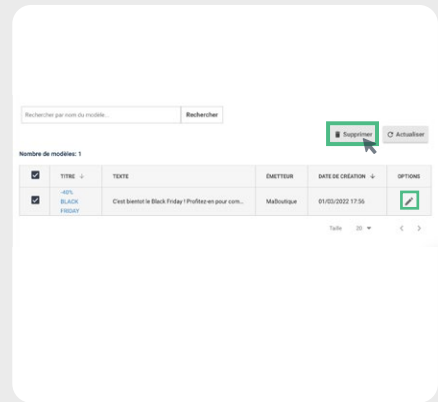 Rechercher par nom du modèle... Rechercher
Supprimer Actualiser
Nombre de modèles: 1
TITRE ↓ TEXTE ÉMETTEUR DATE DE CRÉATION ↓ OPTIONS
-40%
BLACK
FRIDAY
C'est bientot le Black Friday ! Profitez-en pour com... MaBoutique 01/03/2022 17:56
Taille 20